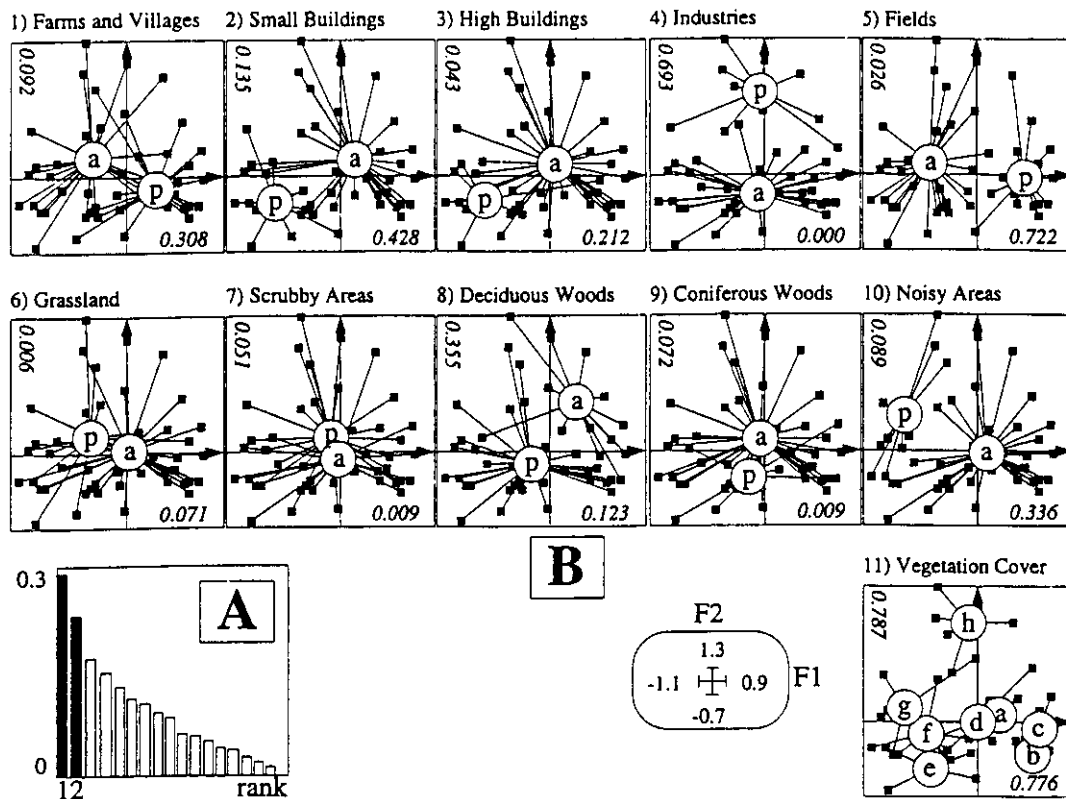 1) Farms and Villages
2) Small Buildings
3) High Buildings
4) Industries
5) Fields
0.092
a
p
0.308
0.135
a
p
0.428
0.043
a
p
0.212
0.693
p
a
0.000
0.026
a
p
0.722
6) Grassland
7) Scrubby Areas
8) Deciduous Woods
9) Coniferous Woods
10) Noisy Areas
0.006
p
a
0.071
0.051
p
a
0.009
0.355
a
p
0.123
0.072
a
p
0.009
0.089
p
a
0.336
0.3
A
0
12
rank
B
F2
1.3
-1.1 0.9
F1
-0.7
11) Vegetation Cover
0.787
h
g
d
a
f
c
b
e
0.776